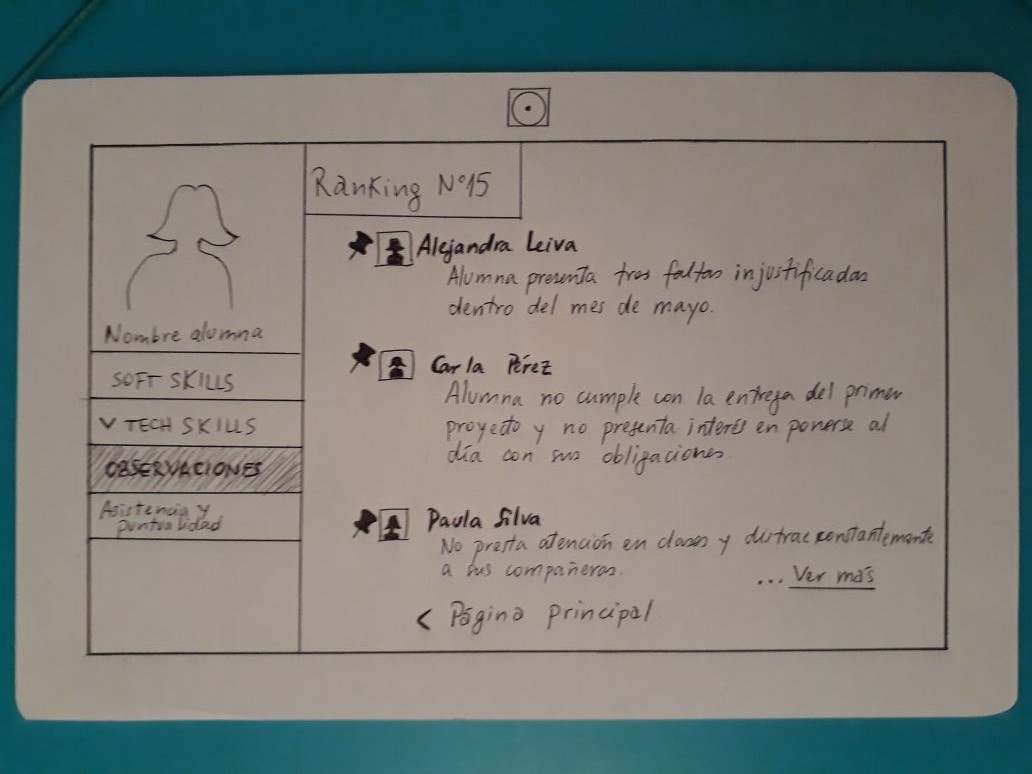 Nombre alumna
SOFT SKILLS
V TECH SKILLS
OBSERVACIONES
Asistencia y
puntualidad
Ranking N°15
Alejandra Leiva
Alumna presenta tres faltas injustificadas
dentro del mes de mayo.
Carla Pérez
Alumna no cumple con la entrega del primer
proyecto y no presenta interés en ponerse al
día con sus obligaciones.
Paula Silva
No presta atención en clases y distrae constantemente
a sus compañeras.
... Ver más
< Página principal